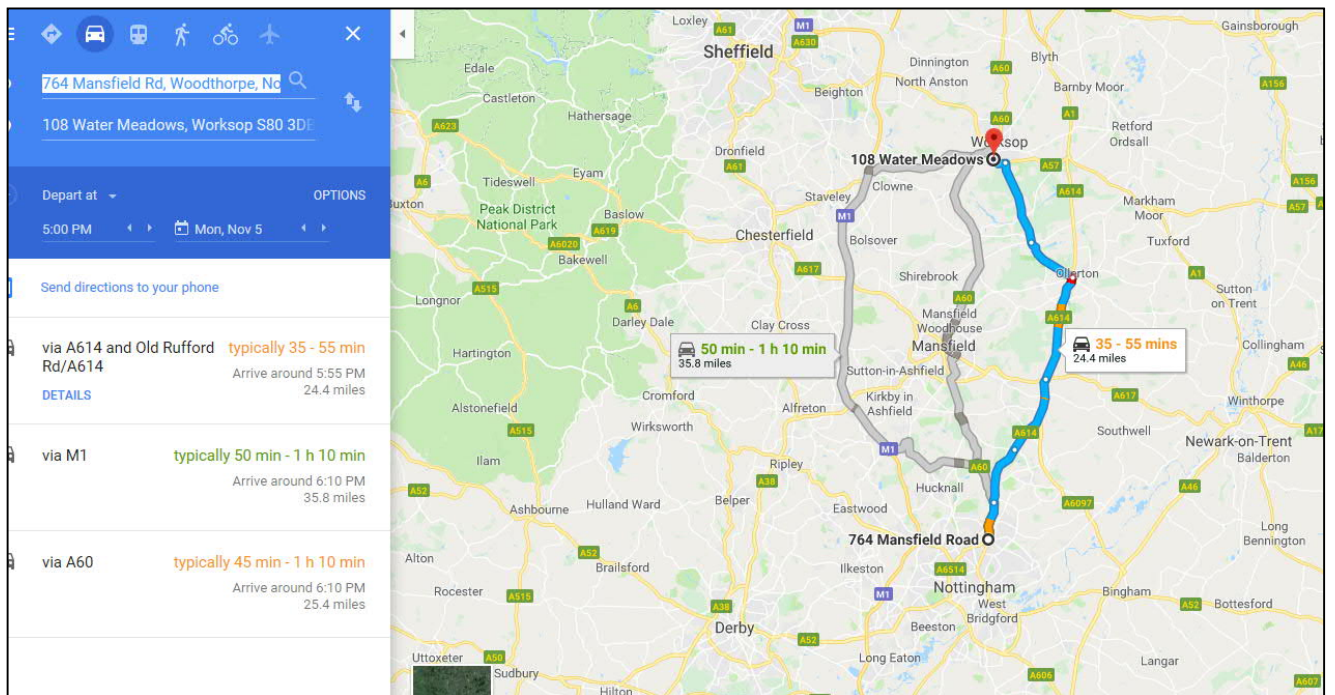 764 Mansfield Rd, Woodthorpe, No
108 Water Meadows, Worksop S80 3DE
Depart at
OPTIONS
5:00 PM
Mon, Nov 5
Send directions to your phone
via A614 and Old Rufford Rd/A614
typically 35 - 55 min
Arrive around 5:55 PM
24.4 miles
DETAILS
via M1
typically 50 min - 1 h 10 min
Arrive around 6:10 PM
35.8 miles
via A60
typically 45 min - 1 h 10 min
Arrive around 6:10 PM
25.4 miles
Loxley
A61
M1
A630
Sheffield
Gainsborough
Dinnington
A60
Blyth
North Anston
Barnby Moor
A156
Edale
Castleton
Hathersage
Beighton
A1
A623
A60
Retford
Ordsall
Worksop
Dronfield
108 Water Meadows
A57
A61
A6
Tideswell
Eyam
Clowne
A614
A156
Staveley
Markham
Moor
A57
uxton
Peak District
National Park
Baslow
A619
M1
A6020
Chesterfield
Bolsover
Tuxford
Bakewell
A617
Shirebrook
Ollerton
A1
Sutton
on Trent
A515
Longnor
A6
A60
Darley Dale
Clay Cross
Mansfield
Woodhouse
A614
50 min - 1 h 10 min
35.8 miles
Mansfield
35 - 55 mins
24.4 miles
Collingham
Hartington
Sutton-in-Ashfield
A46
Cromford
Kirkby in
Ashfield
A617
Alstonefield
Alfreton
Winthorpe
A515
Wirksworth
A614
Southwell
A17
Newark-on-Trent
Balderton
M1
Ilam
Ripley
A60
A38
A46
A52
Hucknall
Ashbourne
Hulland Ward
Belper
Eastwood
A6097
Long
Bennington
764 Mansfield Road
Alton
A52
Brailsford
Ilkeston
A6514
Nottingham
Rocester
A515
M1
Bingham
A52
Bottesford
A38
West
Bridgford
Derby
Beeston
A52
Uttoxeter
A50
Sudbury
Long Eaton
Langar
A606
A607
Hilton